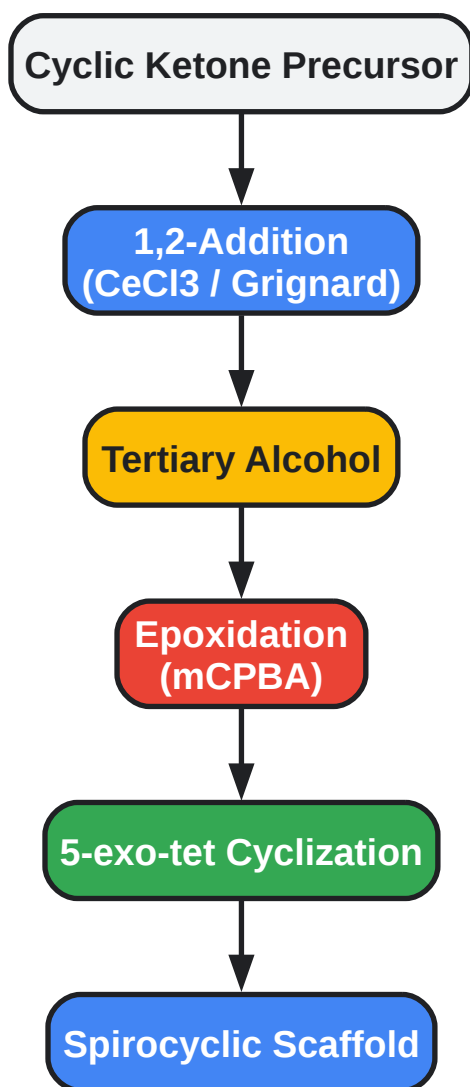 Cyclic Ketone Precursor
1,2-Addition
(CeCl3 / Grignard)
Tertiary Alcohol
Epoxidation
(mCPBA)
5-exo-tet Cyclization
Spirocyclic Scaffold